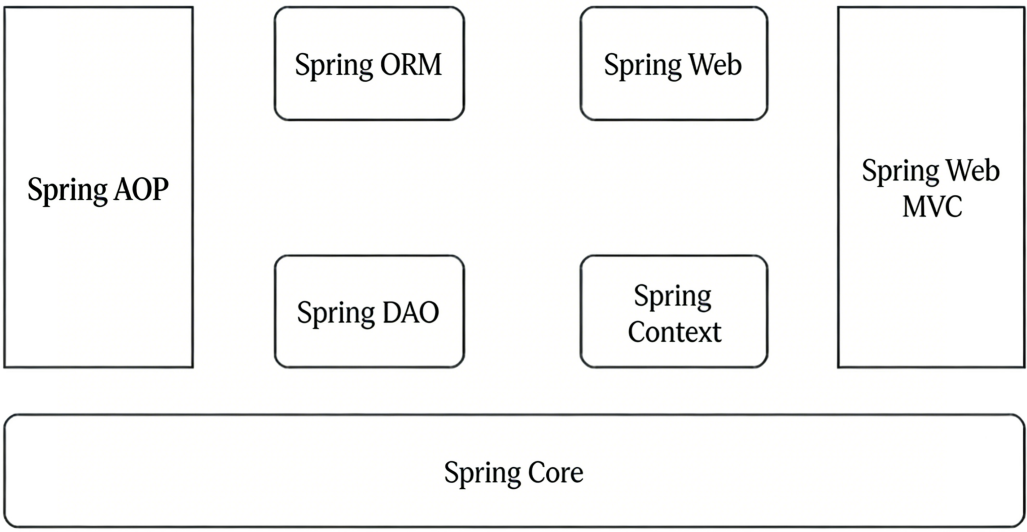 Spring ORM
Spring Web
Spring AOP
Spring Web
MVC
Spring DAO
Spring
Context
Spring Core